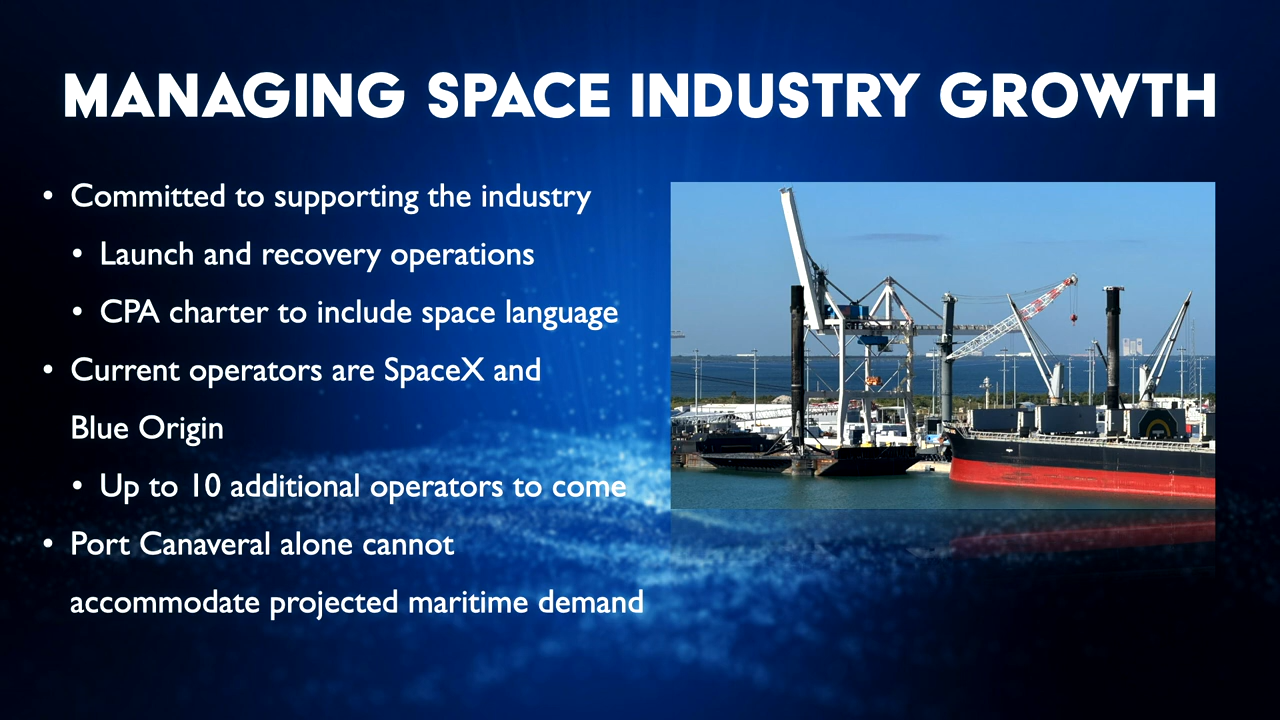 MANAGING SPACE INDUSTRY GROWTH
• Committed to supporting the industry
• Launch and recovery operations
• CPA charter to include space language
• Current operators are SpaceX and
Blue Origin
• Up to 10 additional operators to come
• Port Canaveral alone cannot
accommodate projected maritime demand